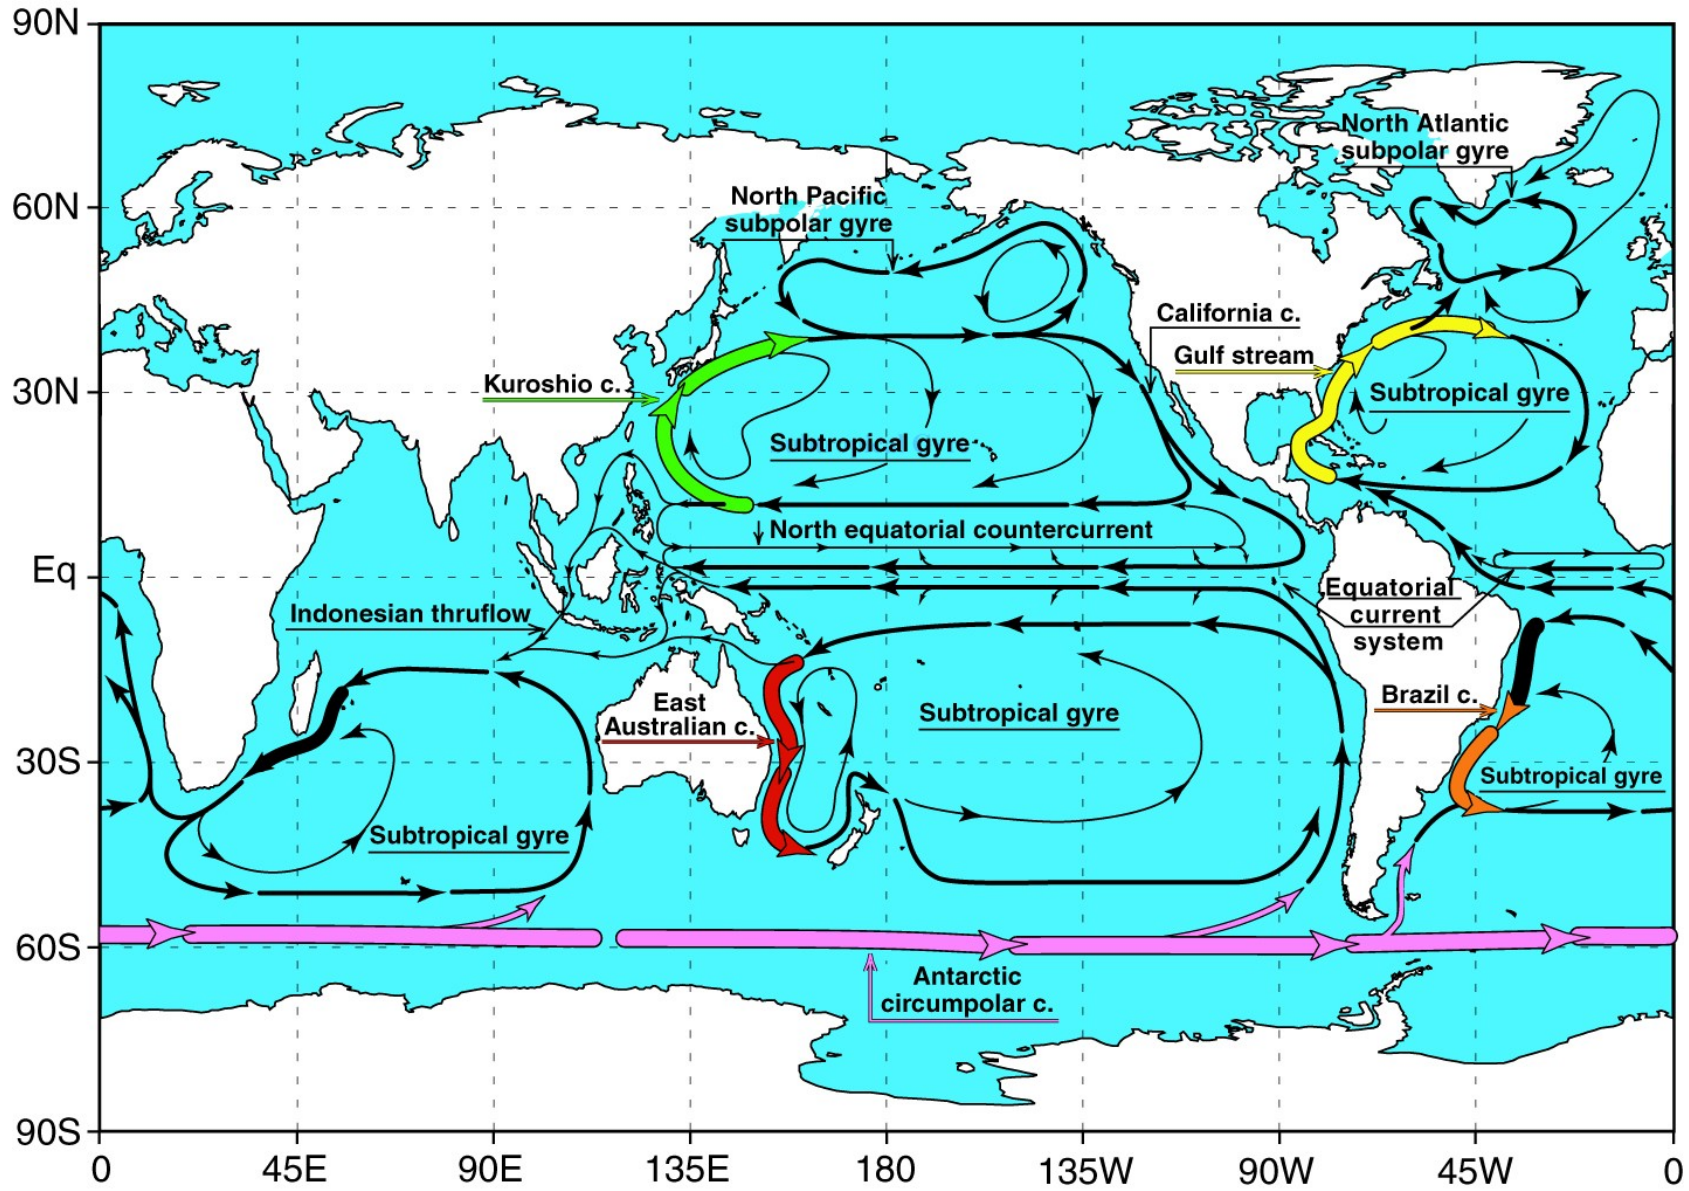 90N
60N
30N
Eq
30S
60S
90S
0
45E
90E
135E
180
135W
90W
45W
0
North Atlantic
subpolar gyre
North Pacific
subpolar gyre
California c.
Gulf stream
Kuroshio c.
Subtropical gyre
Subtropical gyre
North equatorial countercurrent
Indonesian thruflow
Equatorial
current
system
East
Australian c.
Subtropical gyre
Brazil c.
Subtropical gyre
Subtropical gyre
Antarctic
circumpolar c.